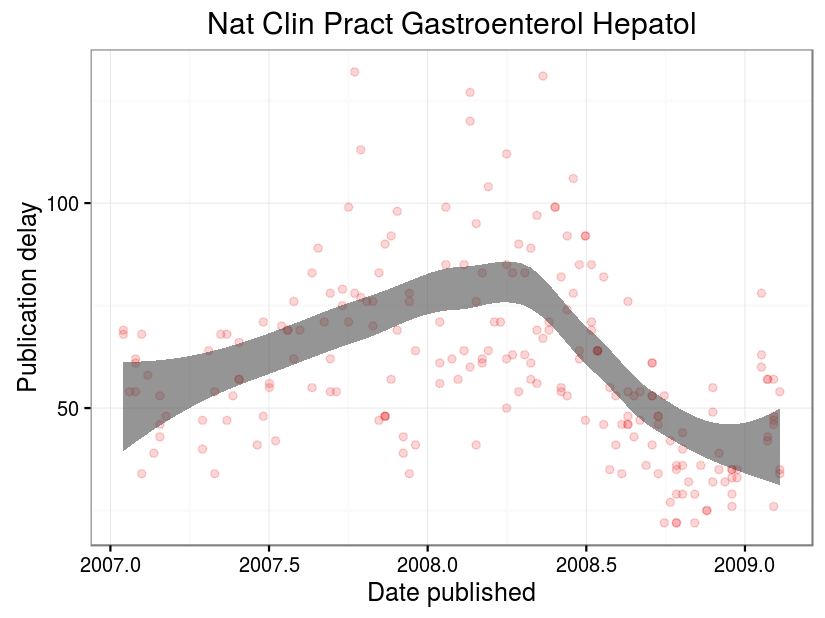 Nat Clin Pract Gastroenterol Hepatol
Publication delay
100
50
2007.0
2007.5
2008.0
2008.5
2009.0
Date published